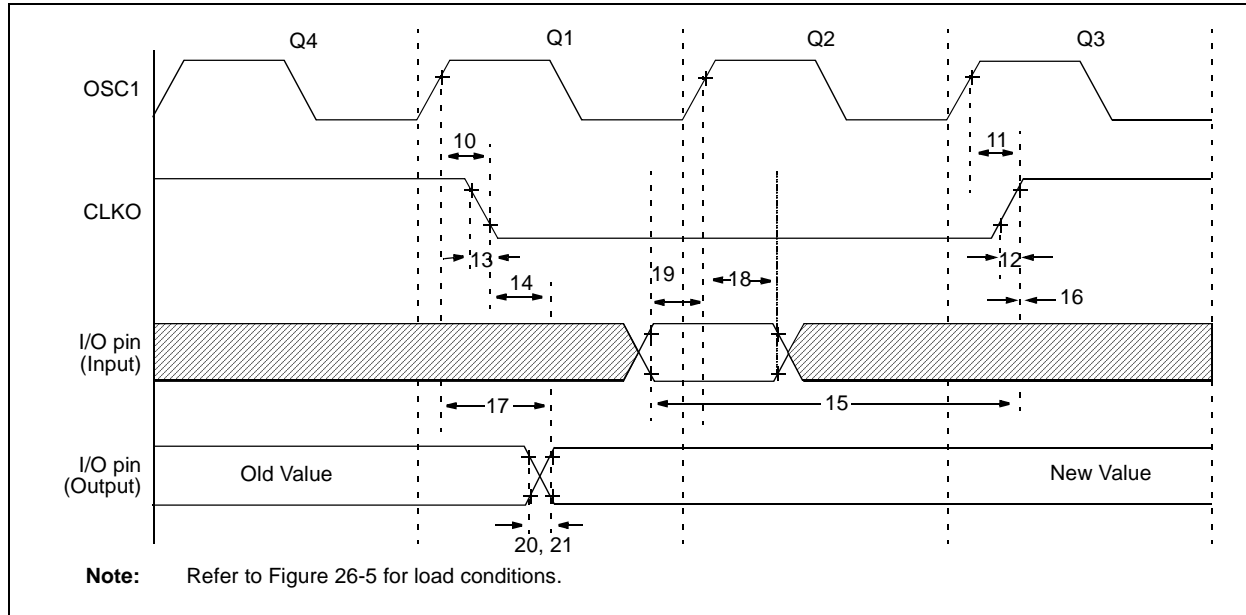 Q4 Q1 Q2 Q3
OSC1
10 11
CLKO
13 19 18 12
14 16
I/O pin
(Input)
17 15
I/O pin
(Output)
Old Value New Value
20, 21
Note: Refer to Figure 26-5 for load conditions.